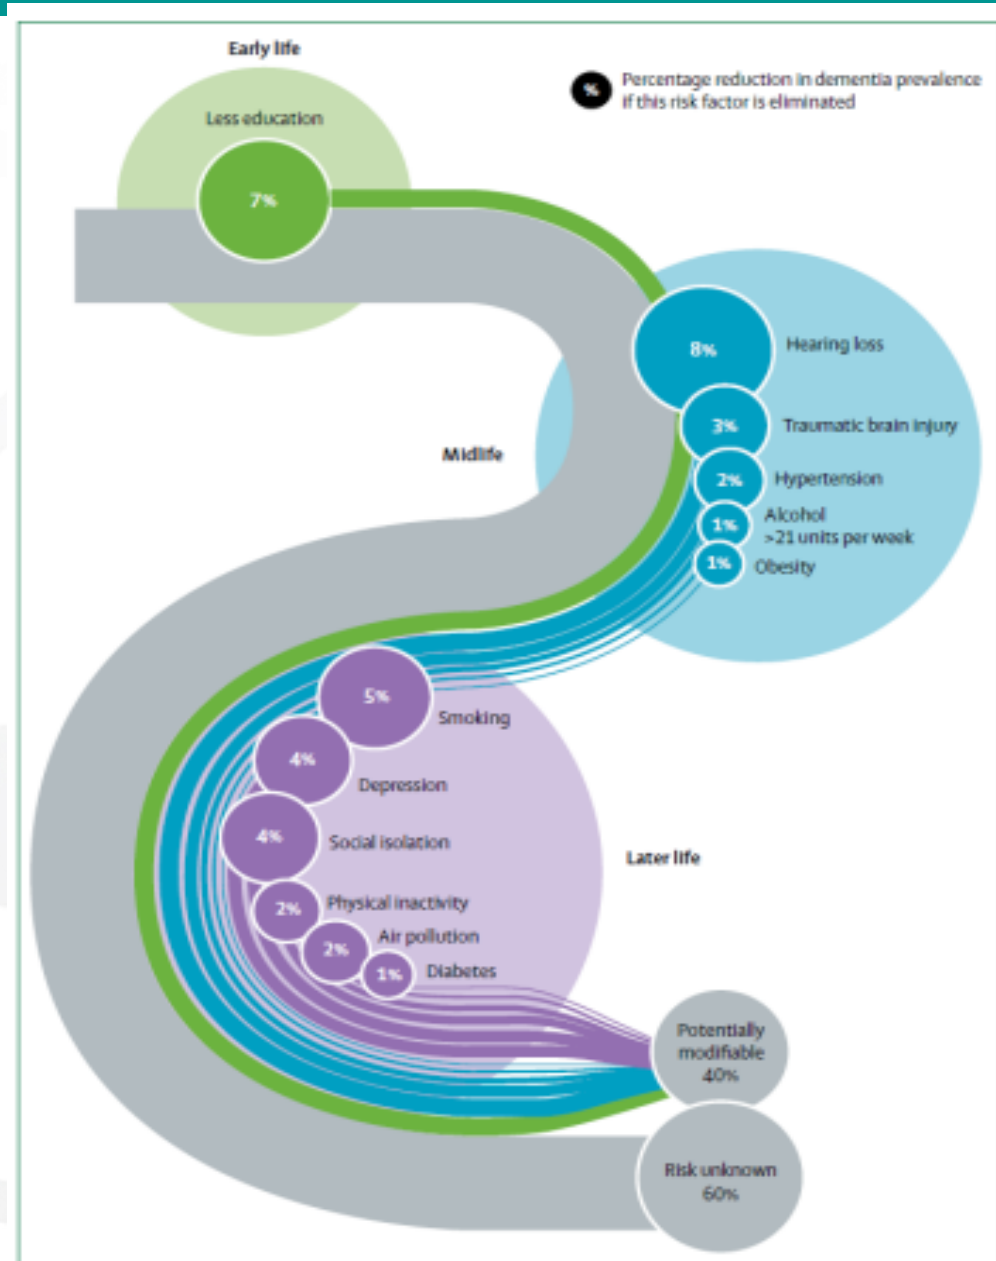 Early life
%
Percentage reduction in dementia prevalence
if this risk factor is eliminated
Less education
7%
8%
Hearing loss
3%
Traumatic brain injury
Midlife
2%
Hypertension
1%
Alcohol
>21 units per week
1%
Obesity
5%
Smoking
4%
Depression
4%
Social isolation
Later life
2%
Physical inactivity
2%
Air pollution
1%
Diabetes
Potentially
modifiable
40%
Risk unknown
60%